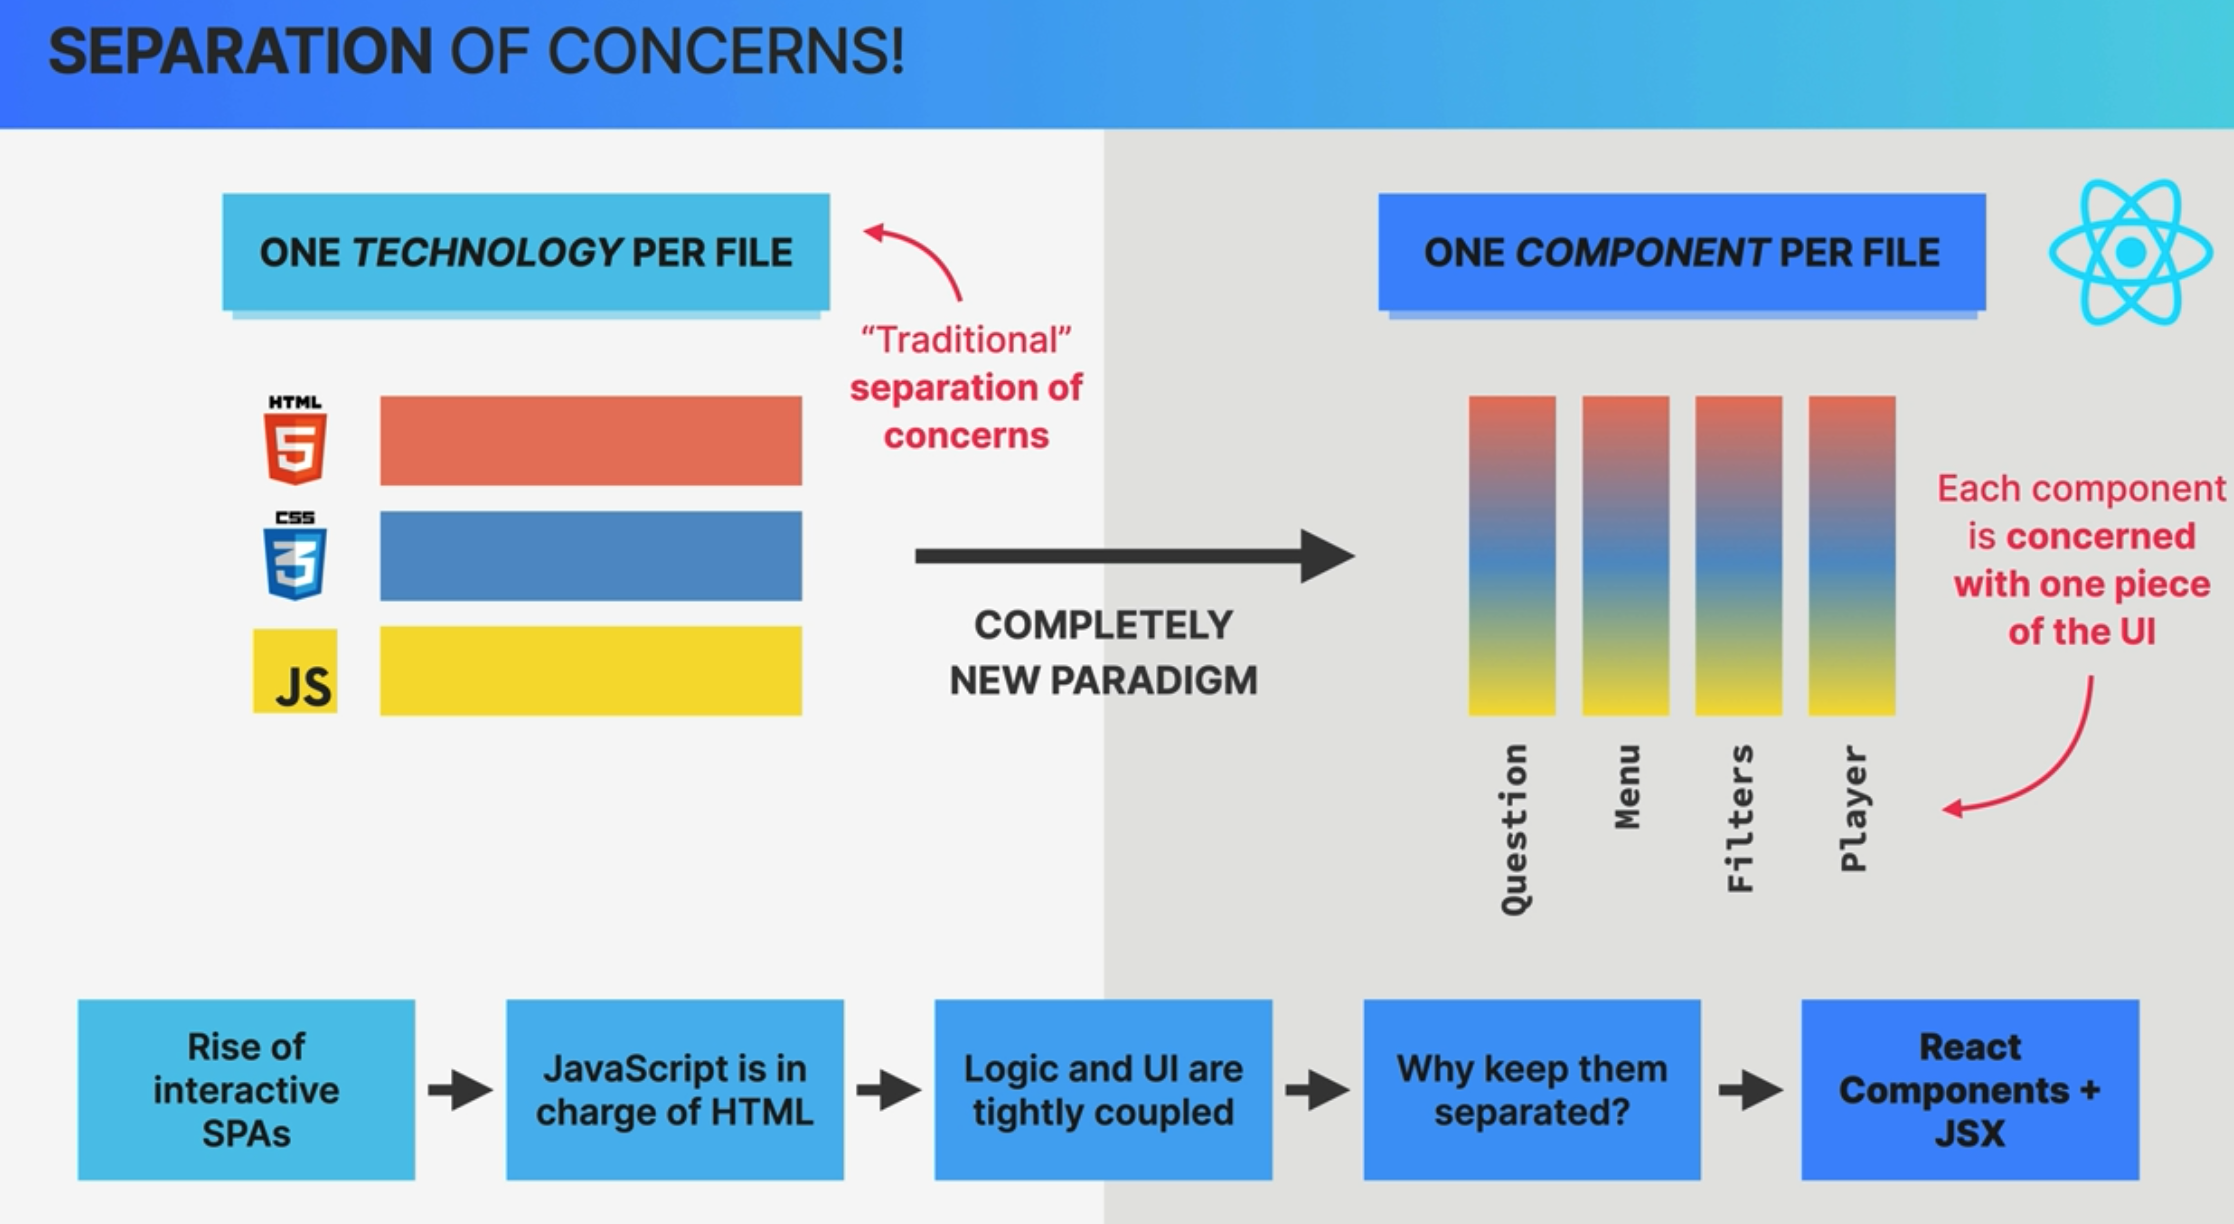 SEPARATION OF CONCERNS!
ONE TECHNOLOGY PER FILE
“Traditional”
separation of
concerns
HTML
5
CSS
3
JS
COMPLETELY
NEW PARADIGM
ONE COMPONENT PER FILE
Each component
is concerned
with one piece
of the UI
Question
Menu
Filters
Player
Rise of
interactive
SPAs
JavaScript is in
charge of HTML
Logic and UI are
tightly coupled
Why keep them
separated?
React
Components +
JSX